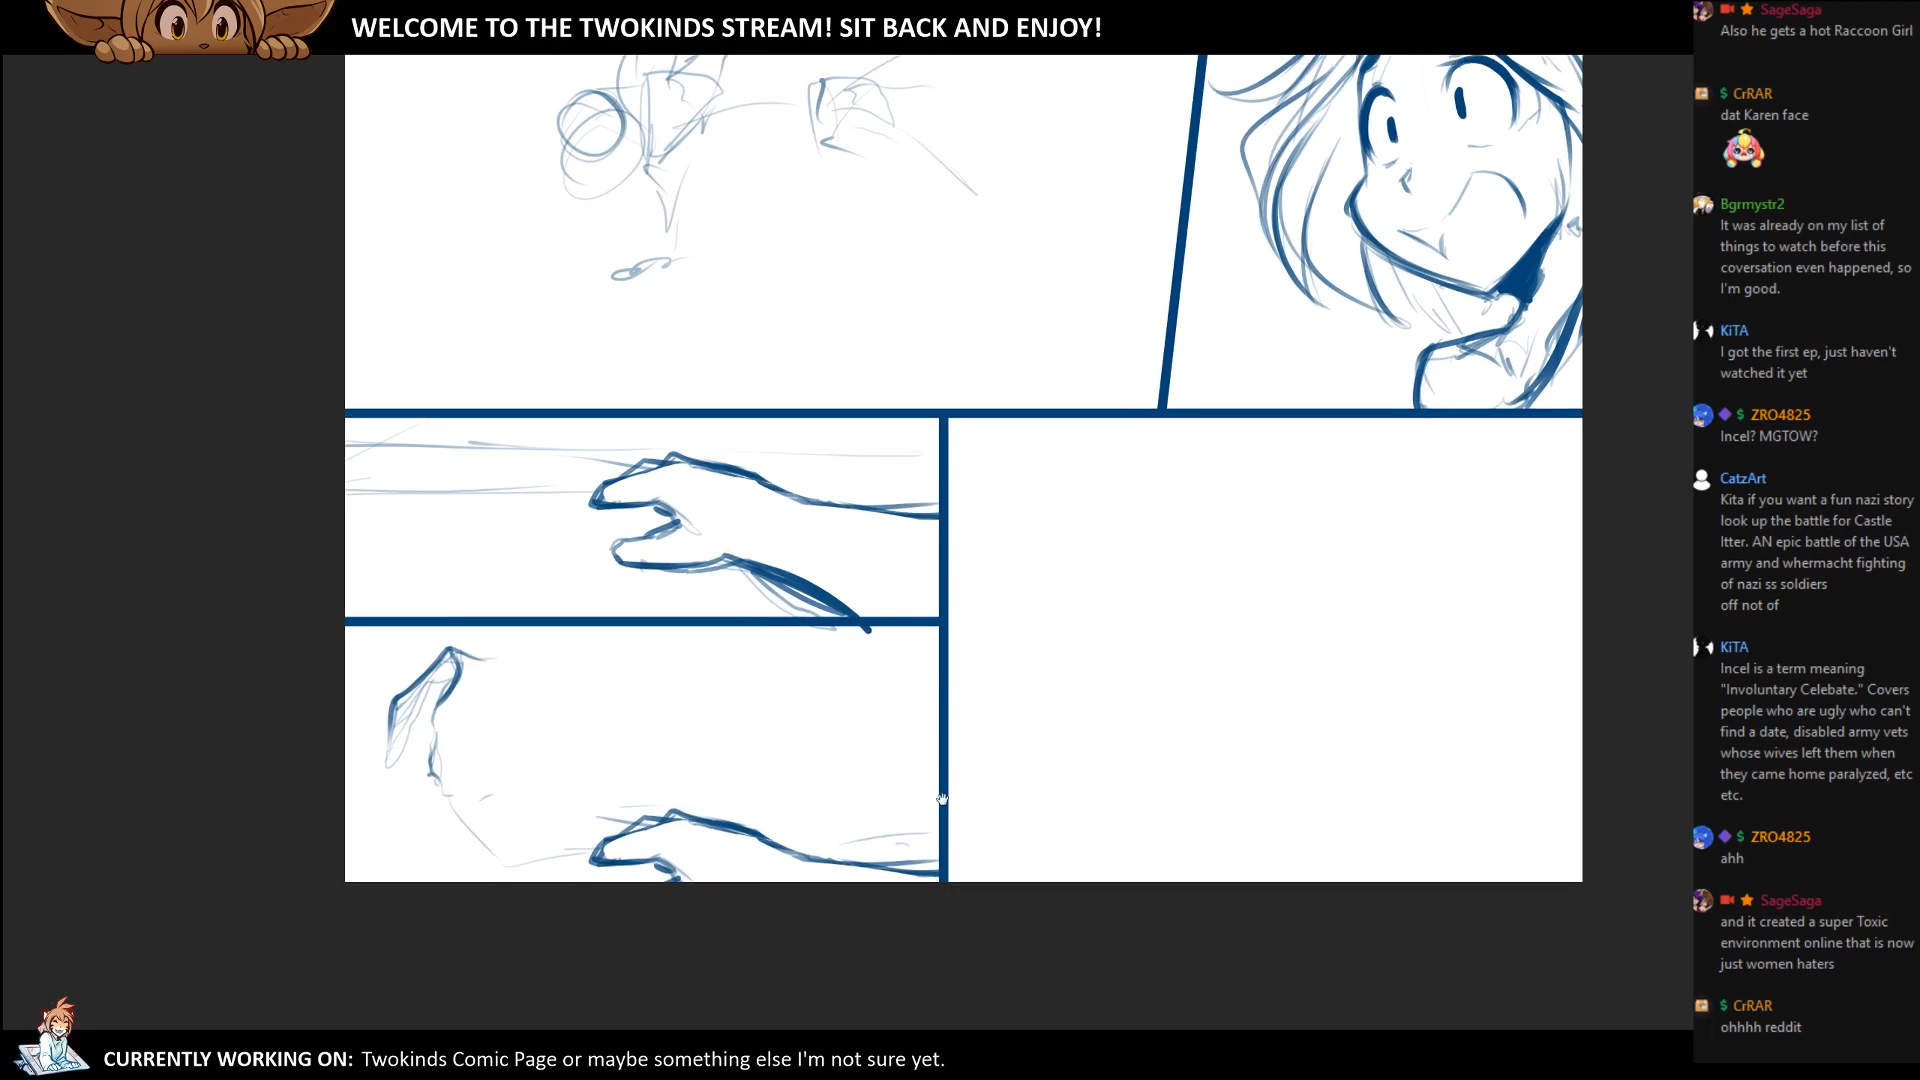 WELCOME TO THE TWOKINDS STREAM! SIT BACK AND ENJOY!
SageSaga
Also he gets a hot Raccoon Girl
$ CrRAR
dat Karen face
Bgrmystr2
It was already on my list of
things to watch before this
coversation even happened, so
I'm good.
KiTA
I got the first ep, just haven't
watched it yet
$ ZRO4825
Incel? MGTOW?
CatzArt
Kita if you want a fun nazi story
look up the battle for Castle
Itter. AN epic battle of the USA
army and whermacht fighting
of nazi ss soldiers
off not of
KiTA
Incel is a term meaning
"Involuntary Celebate." Covers
people who are ugly who can't
find a date, disabled army vets
whose wives left them when
they came home paralyzed, etc
etc.
$ ZRO4825
ahh
SageSaga
and it created a super Toxic
environment online that is now
just women haters
$ CrRAR
ohhhh reddit
CURRENTLY WORKING ON: Twokinds Comic Page or maybe something else I'm not sure yet.